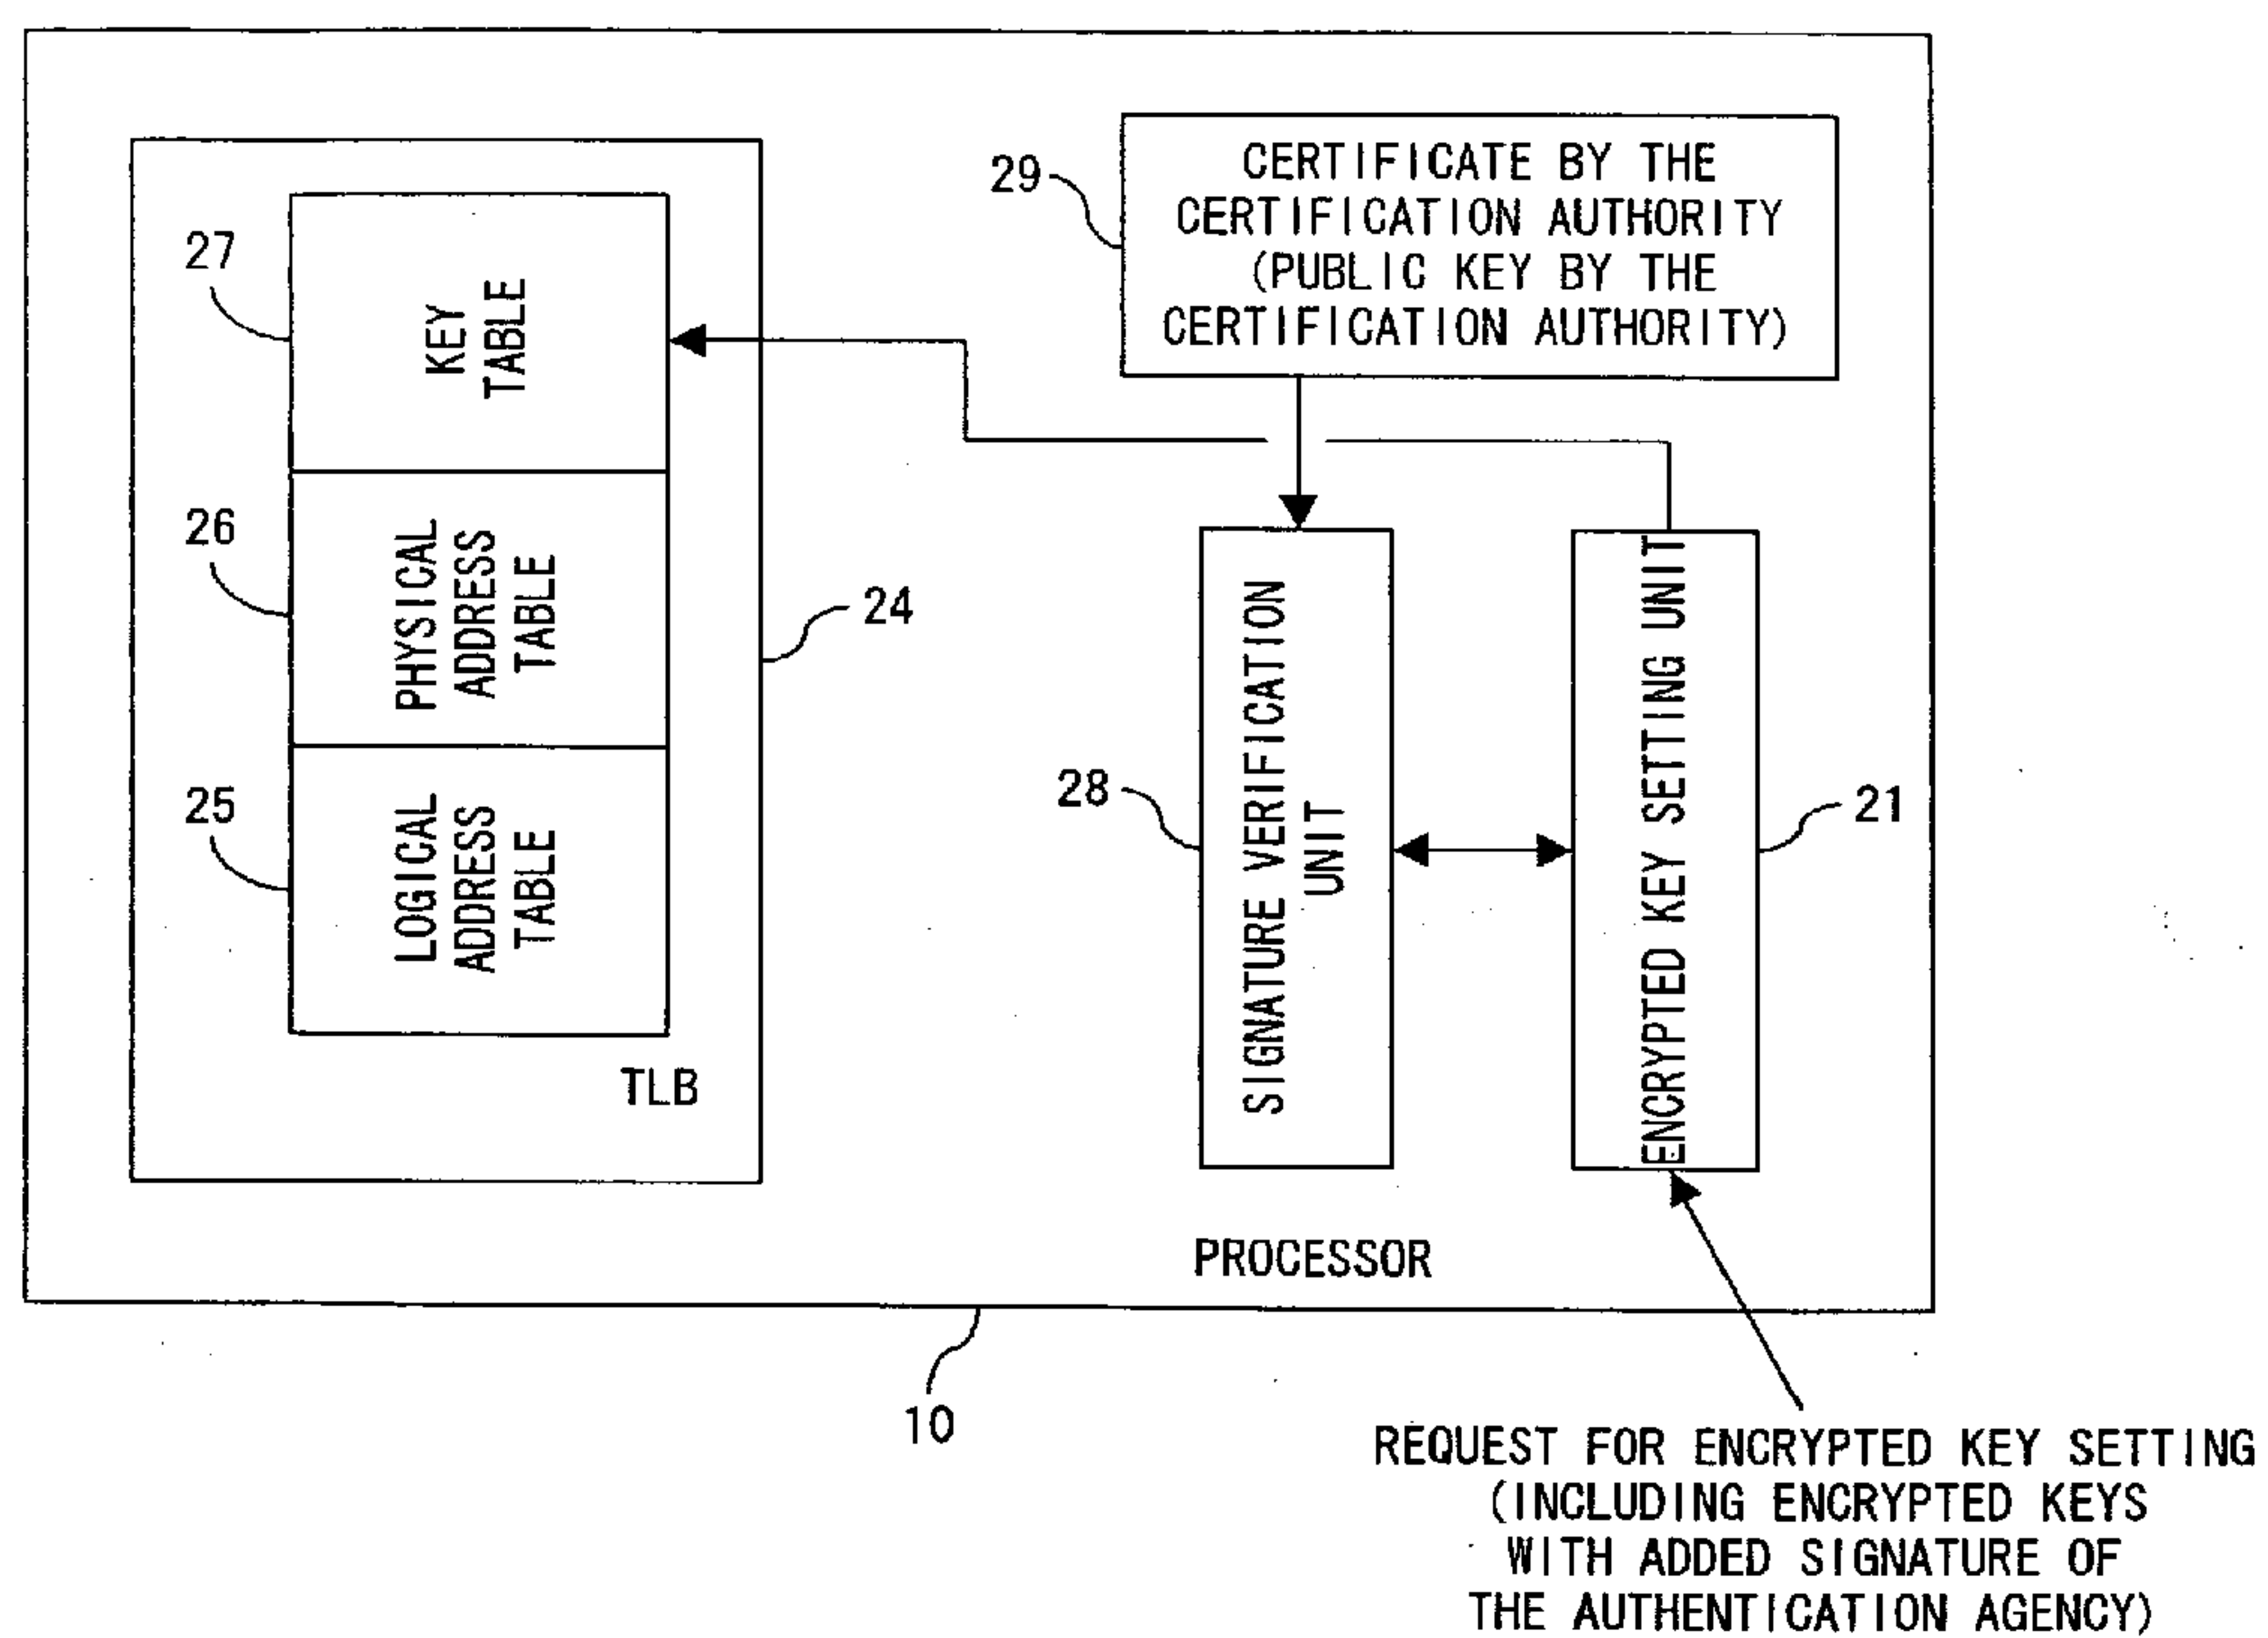 27
KEY
TABLE
26
PHYSICAL
ADDRESS
TABLE
25
LOGICAL
ADDRESS
TABLE
TLB
24
29
CERTIFICATE BY THE
CERTIFICATION AUTHORITY
(PUBLIC KEY BY THE
CERTIFICATION AUTHORITY)
28
SIGNATURE VERIFICATION
UNIT
ENCRYPTED KEY SETTING UNIT
21
PROCESSOR
10
REQUEST FOR ENCRYPTED KEY SETTING
(INCLUDING ENCRYPTED KEYS
WITH ADDED SIGNATURE OF
THE AUTHENTICATION AGENCY)